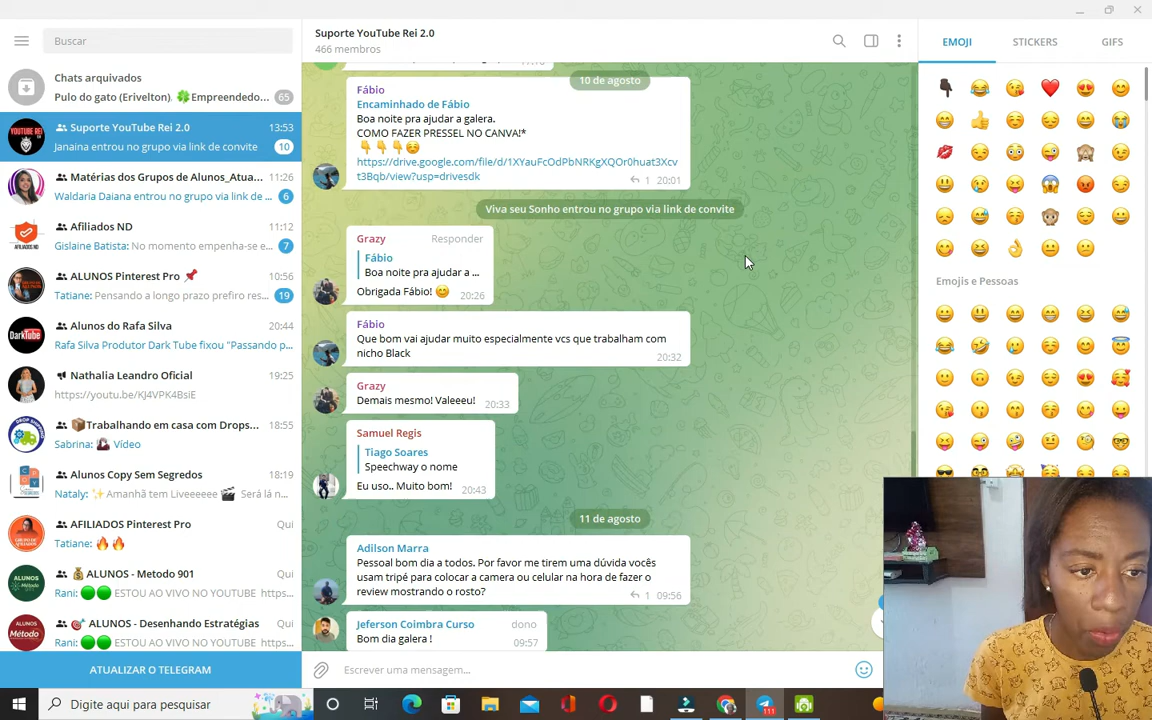 Buscar
Chats arquivados
Pulo do gato (Erivelton), 🍀Empreendedo... 65
Suporte YouTube Rei 2.0 13:53
Janaina entrou no grupo via link de convite 10
Matérias dos Grupos de Alunos_Atua... 11:26
Waldaria Daiana entrou no grupo via link de ... 6
Afiliados ND 11:26
Gislaine Batista: No momento empenha-se e... 7
ALUNOS Pinterest Pro 📌 10:56
Tatiane: Pensando a longo prazo prefiro res... 19
Alunos do Rafa Silva 20:44
Rafa Silva Produtor Dark Tube fixou "Passando p...
Nathalia Leandro Oficial 19:25
https://youtu.be/KJ4VPK4BsiE
📦Trabalhando em casa com Drops... 18:55
Sabrina: Vídeo
Alunos Copy Sem Segredos 18:19
Nataly: ✨Amanhã tem Liveeeeee 🎬 Será lá n...
AFILIADOS Pinterest Pro Qui
Tatiane: 🔥🔥
💰ALUNOS - Metodo 901 Qui
Rani: 🟢🟢ESTOU AO VIVO NO YOUTUBE https...
🎯ALUNOS - Desenhando Estratégias Qui
Rani: 🟢🟢ESTOU AO VIVO NO YOUTUBE https...
ATUALIZAR O TELEGRAM
Suporte YouTube Rei 2.0
466 membros
10 de agosto
Fábio
Encaminhado de Fábio
Boa noite pra ajudar a galera.
COMO FAZER PRESSEL NO CANVA!*
👇👇👇☺️
https://drive.google.com/file/d/1XYauFcOdPbNRKgXQOr0huat3Xcv
t3Bqb/view?usp=drivesdk 1 20:01
Viva seu Sonho entrou no grupo via link de convite
Grazy Responder
Fábio
Boa noite pra ajudar a ...
Obrigada Fábio! 😊 20:26
Fábio
Que bom vai ajudar muito especialmente vcs que trabalham com
nicho Black 20:32
Grazy
Demais mesmo! Valeeeu! 20:33
Samuel Regis
Tiago Soares
Speechway o nome
Eu uso.. Muito bom! 20:43
11 de agosto
Adilson Marra
Pessoal bom dia a todos. Por favor me tirem uma dúvida vocês
usam tripé para colocar a camera ou celular na hora de fazer o
review mostrando o rosto? 1 09:56
Jeferson Coimbra Curso dono
Bom dia galera ! 09:57
Escrever uma mensagem...
EMOJI STICKERS GIFS
Emojis e Pessoas
Digite aqui para pesquisar
111